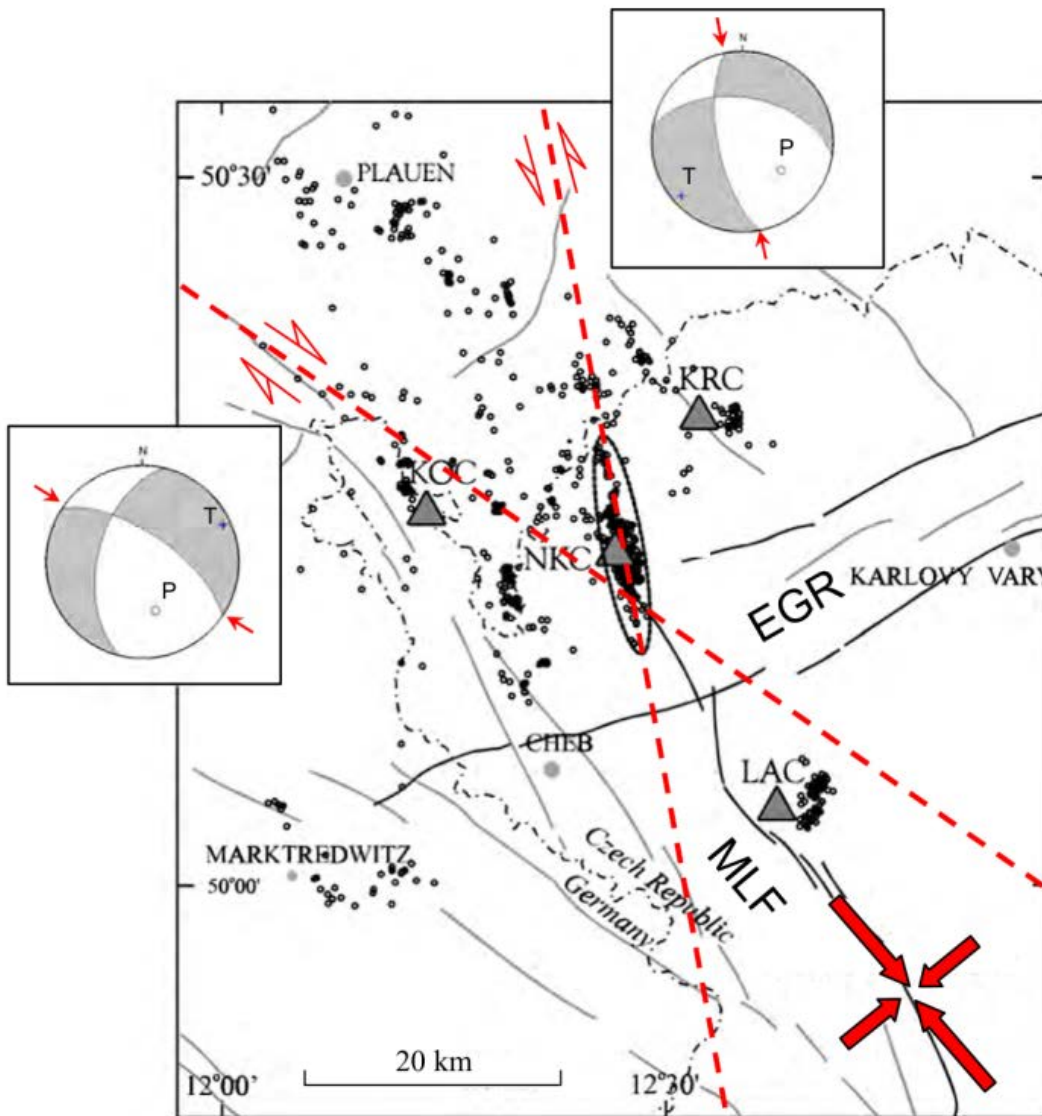 N
P
T
50°30'
PLAUEN
KRC
KOC
N
T
P
NKC
EGR
KARLOVY VARY
CHEB
LAC
MLF
MARKTREDWITZ
Czech Republic
Germany
50°00'
20 km
12°00'
12°30'